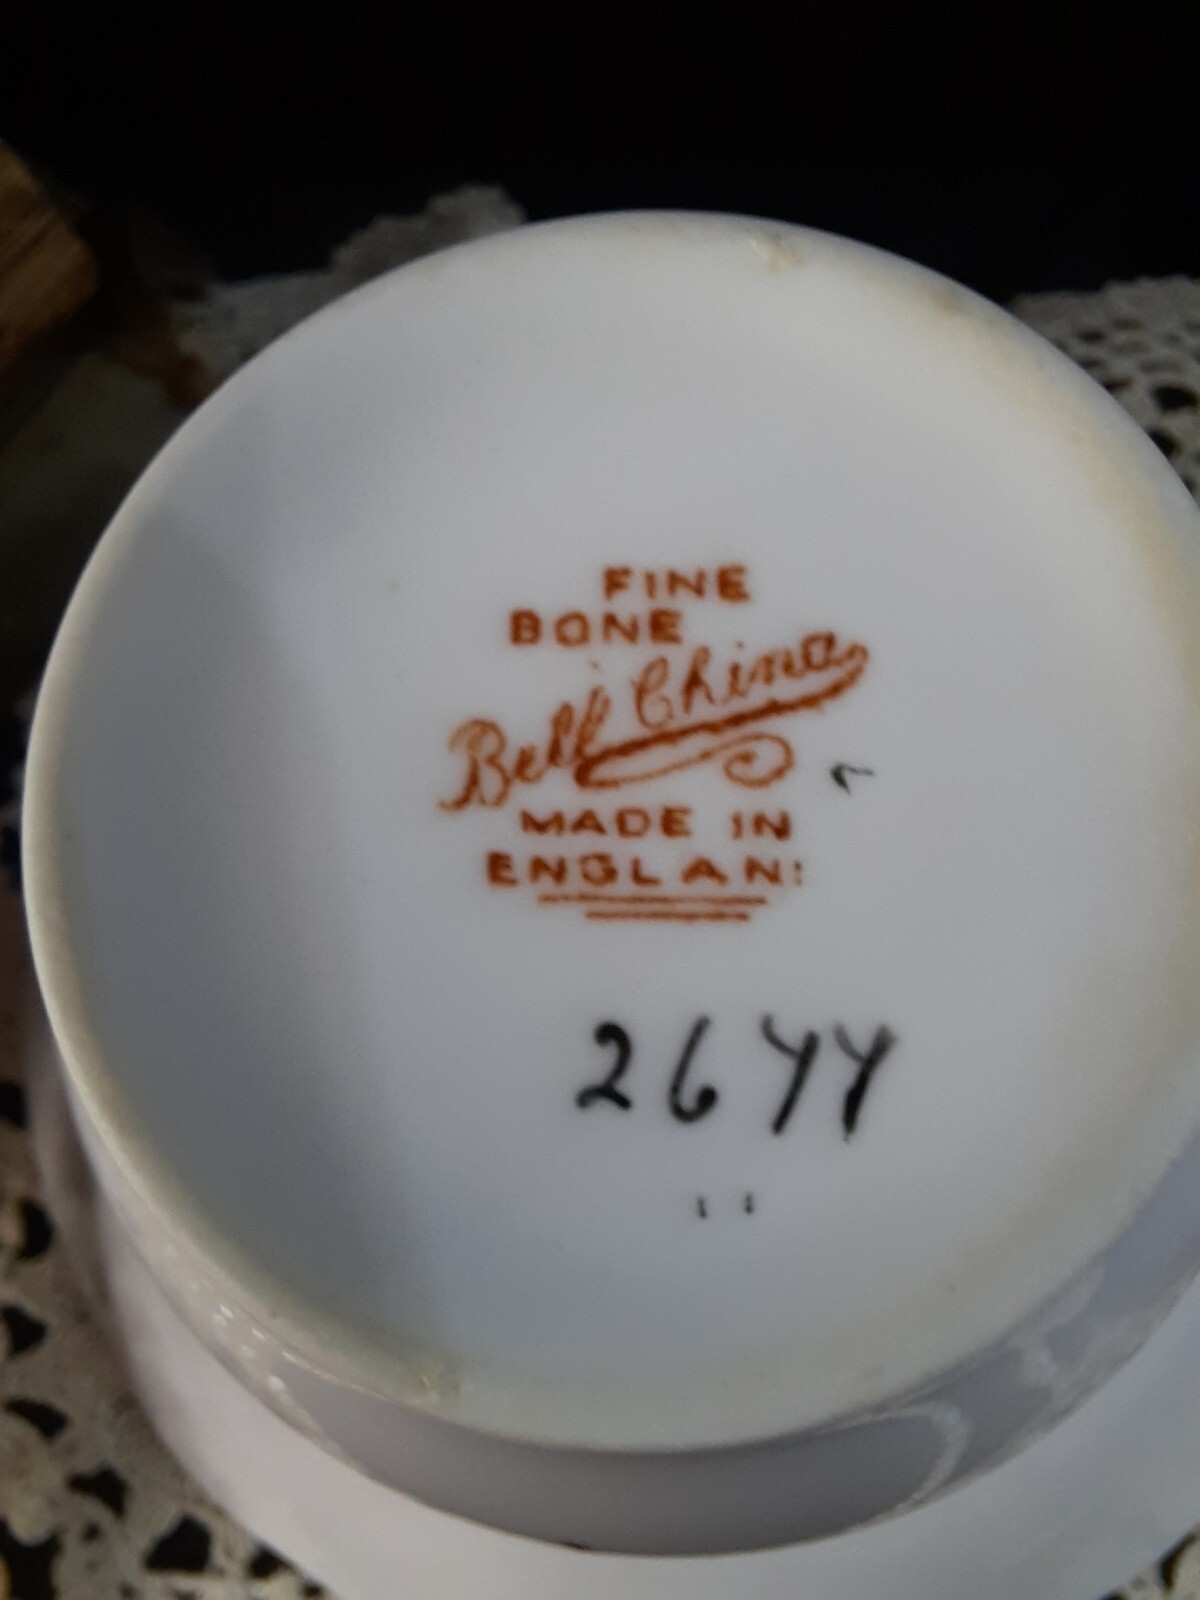 FINE
BONE
Bell China
MADE IN
ENGLAN:
2644
ı ı